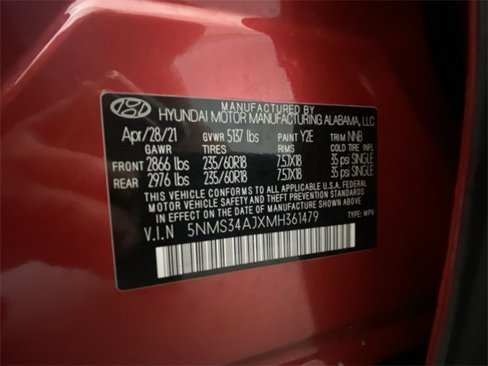 MANUFACTURED BY
HYUNDAI MOTOR MANUFACTURING ALABAMA, LLC
Apr/28/21 GVWR 5137 lbs PAINT Y2E TRIM NNB
GAWR TIRES RIMS COLD TIRE INFL PS
FRONT 2866 lbs 235/60R18 7.5JX18 35 psi SINGLE
REAR 2976 lbs 235/60R18 7.5JX18 35 psi SINGLE
THIS VEHICLE CONFORMS TO ALL APPLICABLE U.S.A. FEDERAL
MOTOR VEHICLE SAFETY AND THEFT PREVENTION STANDARDS
IN EFFECT ON THE DATE OF MANUFACTURE SHOWN ABOVE.
V.I.N 5NMS34AJXMH361479 TYPE: MPV